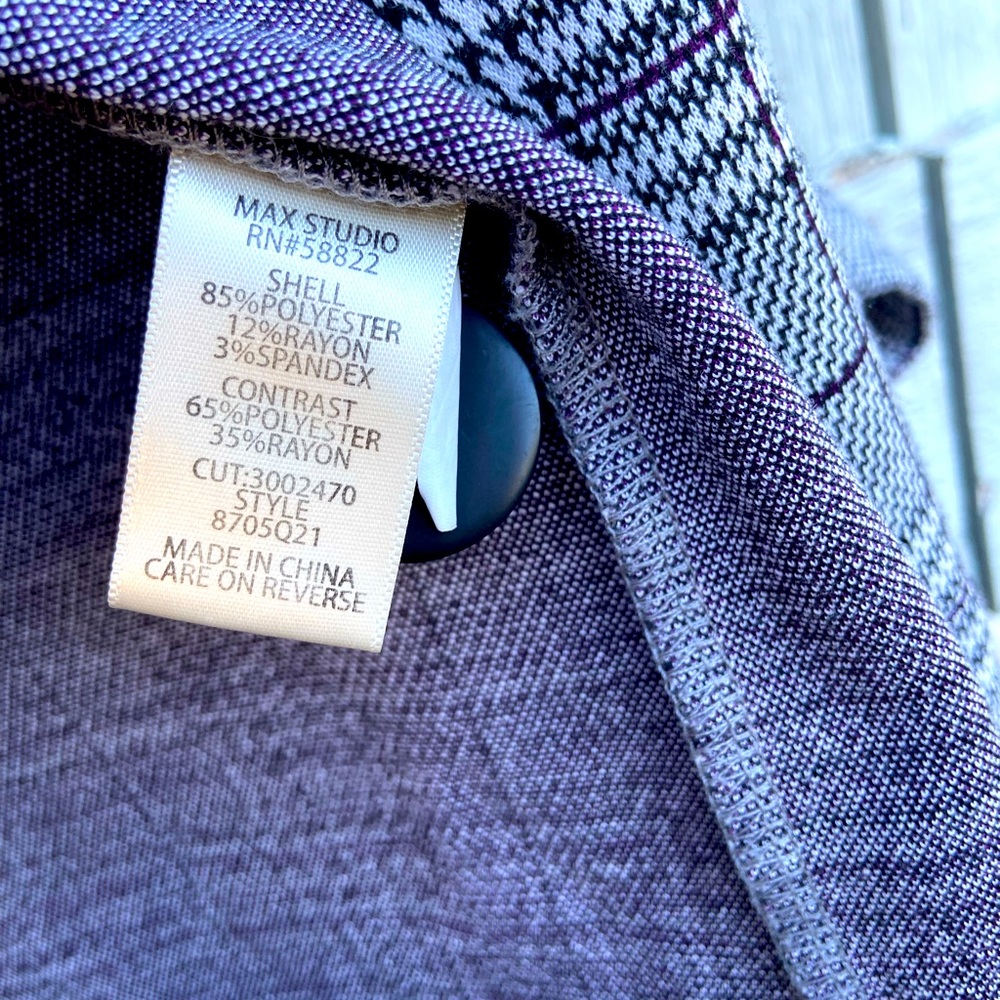 MAX STUDIO
RN#58822
SHELL
85%POLYESTER
12%RAYON
3%SPANDEX
CONTRAST
65%POLYESTER
35%RAYON
CUT:3002470
STYLE
8705Q21
MADE IN CHINA
CARE ON REVERSE